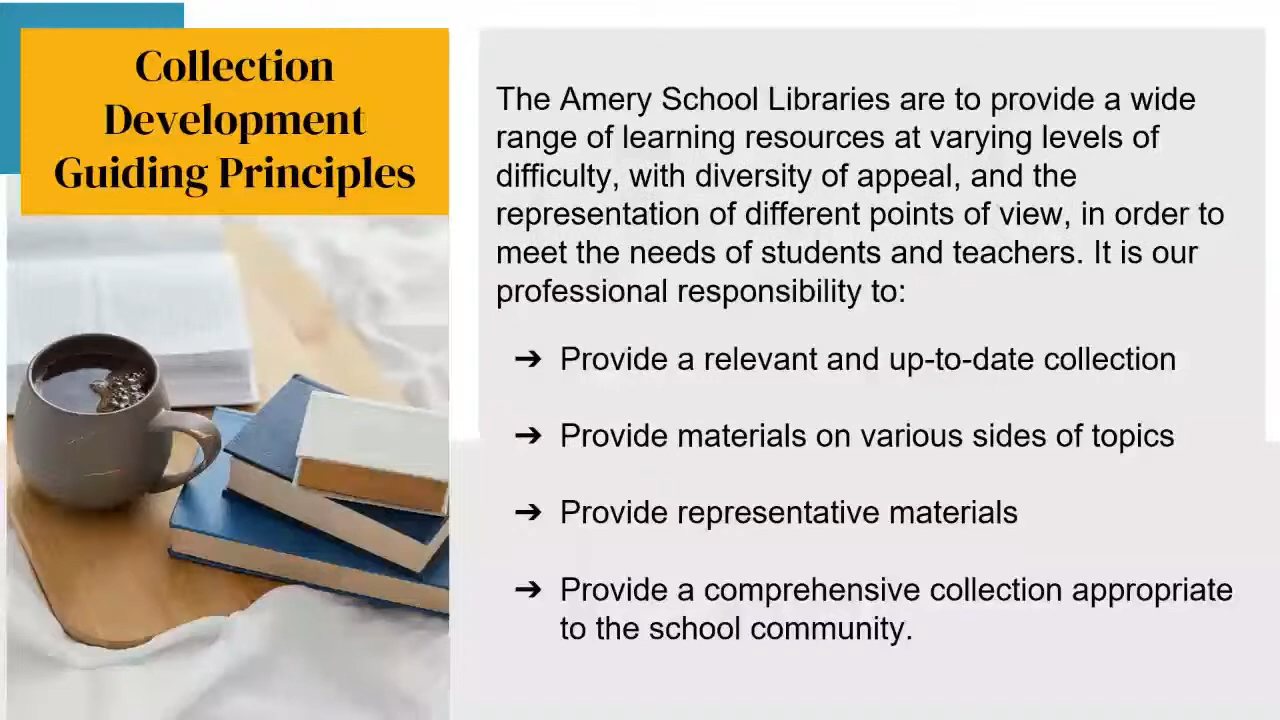 Collection
Development
Guiding Principles
The Amery School Libraries are to provide a wide
range of learning resources at varying levels of
difficulty, with diversity of appeal, and the
representation of different points of view, in order to
meet the needs of students and teachers. It is our
professional responsibility to:
➔ Provide a relevant and up-to-date collection
➔ Provide materials on various sides of topics
➔ Provide representative materials
➔ Provide a comprehensive collection appropriate
to the school community.